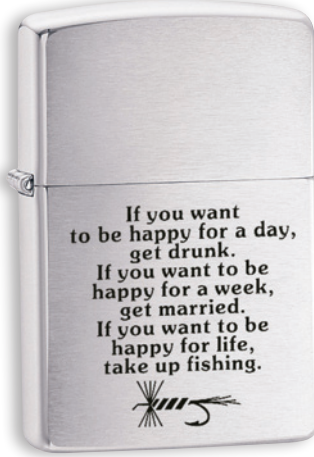 If you want
to be happy for a day,
get drunk.
If you want to be
happy for a week,
get married.
If you want to be
happy for life,
take up fishing.